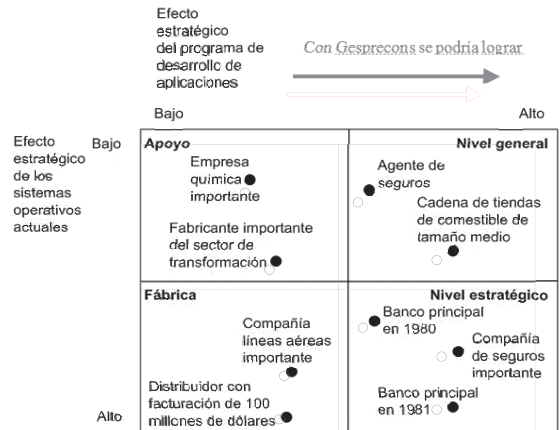 Efecto
estratégico
del programa de
desarrollo de
aplicaciones
Con Gesprecons se podría lograr
Bajo
Alto
Efecto
estratégico
de los
sistemas
operativos
actuales
Bajo
Apoyo
Nivel general
Empresa
química
importante
Agente de
seguros
Cadena de tiendas
de comestible de
tamaño medio
Fabricante importante
del sector de
transformación
Fábrica
Nivel estratégico
Banco principal
en 1980
Compañía
líneas aéreas
importante
Compañía
de seguros
importante
Distribuidor con
facturación de 100
millones de dólares
Banco principal
en 1981
Alto